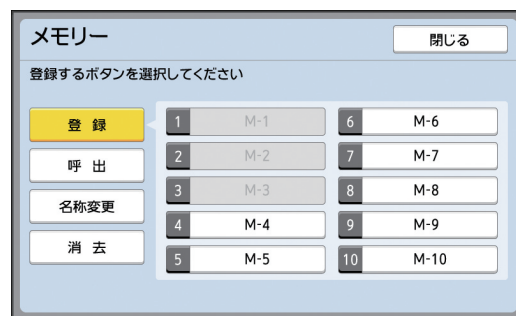 メモリー
閉じる
登録するボタンを選択してください
登 録
呼 出
名称変更
消 去
1 M-1
2 M-2
3 M-3
4 M-4
5 M-5
6 M-6
7 M-7
8 M-8
9 M-9
10 M-10